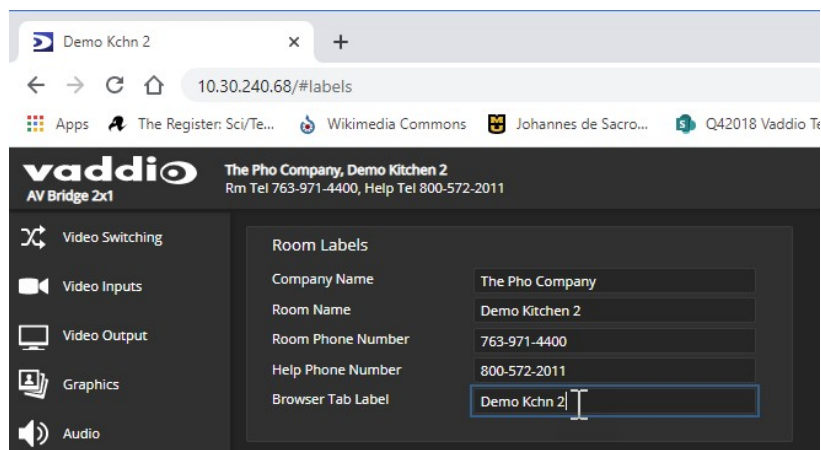 Demo Kchn 2
10.30.240.68/#labels
Apps The Register: Sci/Te... Wikimedia Commons Johannes de Sacro... Q42018 Vaddio Te
vaddio
AV Bridge 2x1
The Pho Company, Demo Kitchen 2
Rm Tel 763-971-4400, Help Tel 800-572-2011
Video Switching
Video Inputs
Video Output
Graphics
Audio
Room Labels
Company Name The Pho Company
Room Name Demo Kitchen 2
Room Phone Number 763-971-4400
Help Phone Number 800-572-2011
Browser Tab Label Demo Kchn 2